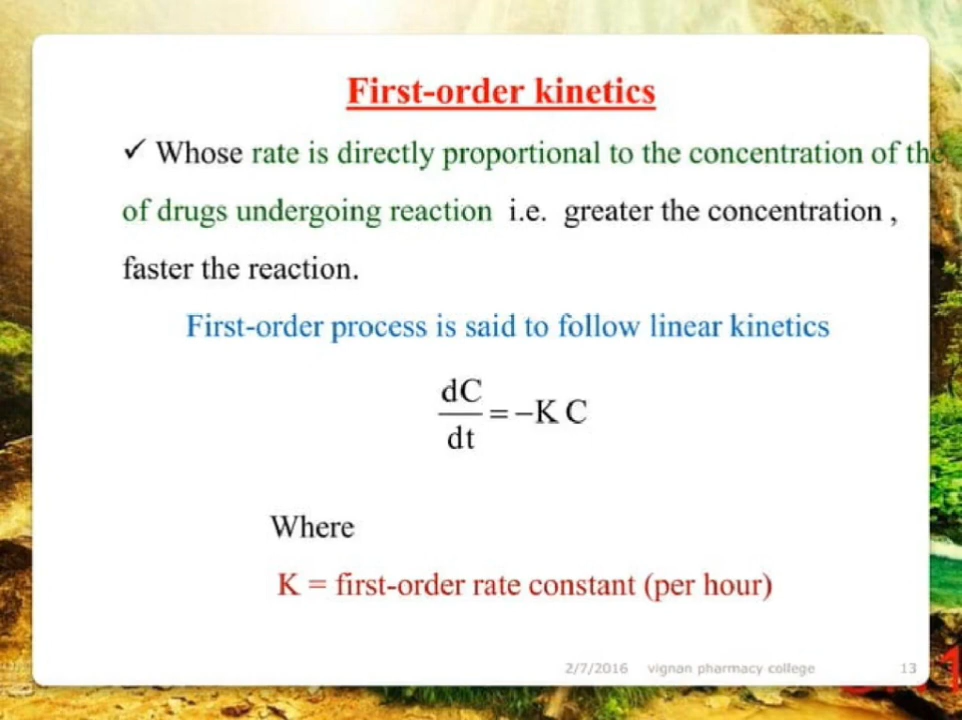 First-order kinetics
✓ Whose rate is directly proportional to the concentration of the
of drugs undergoing reaction i.e. greater the concentration ,
faster the reaction.
First-order process is said to follow linear kinetics
dC
dt
= –K C
Where
K = first-order rate constant (per hour)
2/7/2016 vignan pharmacy college 13